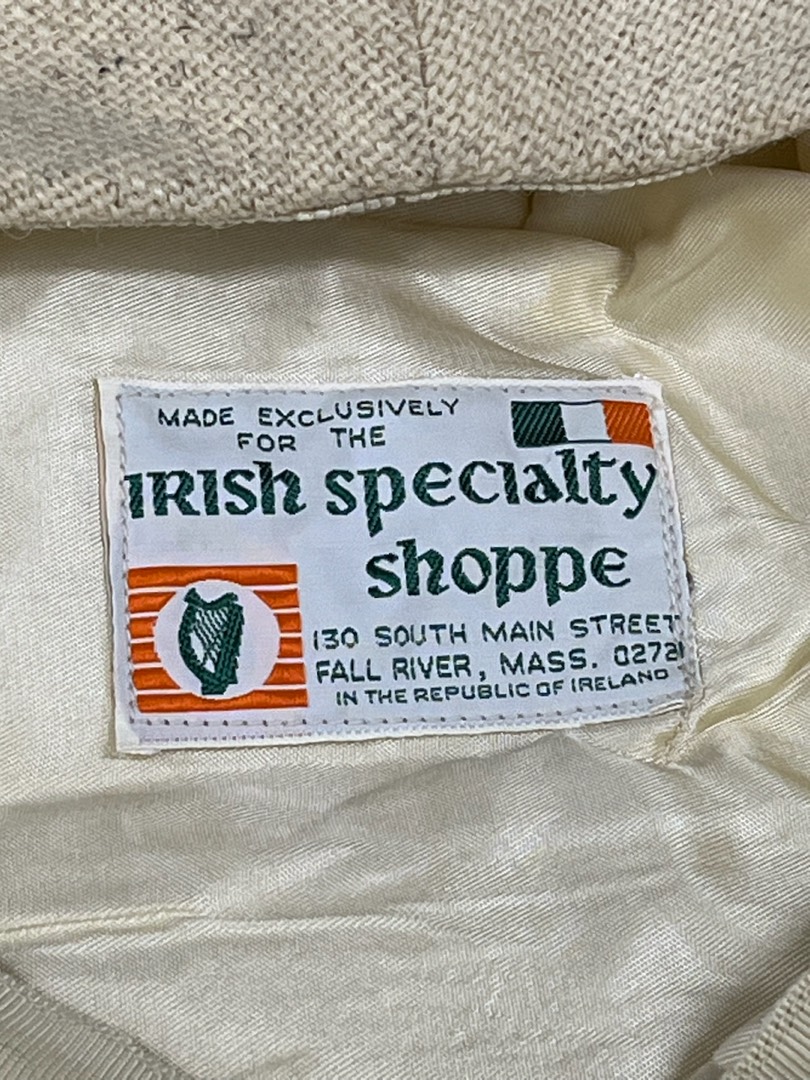 MADE EXCLUSIVELY
FOR THE
IRISH SPECIALTY
SHOPPE
130 SOUTH MAIN STREET
FALL RIVER, MASS. 0272
IN THE REPUBLIC OF IRELAND